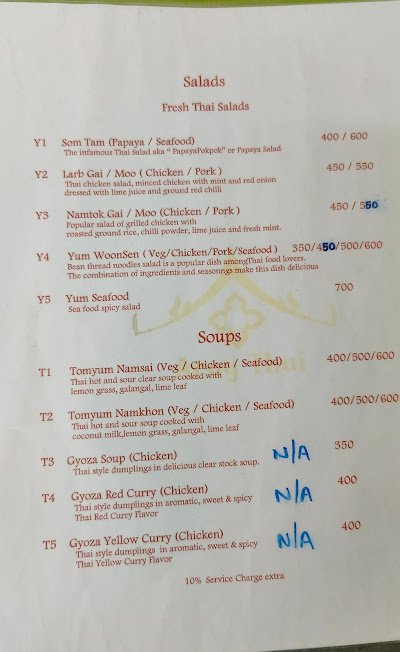 Salads
Fresh Thai Salads
Y1 Som Tam (Papaya / Seafood) 400 / 600
The infamous Thai Salad aka " PapayaPokpok" or Papaya Salad
Y2 Larb Gai / Moo ( Chicken / Pork ) 450 / 550
Thai chicken salad, minced chicken with mint and red onion
dressed with lime juice and ground red chilli
Y3 Namtok Gai / Moo (Chicken / Pork ) 450 / 550
Popular salad of grilled chicken with
roasted ground rice, chilli powder, lime juice and fresh mint.
Y4 Yum WoonSen ( Veg/Chicken/Pork/Seafood ) 350/450/500/600
Bean thread noodles salad is a popular dish amongThai food lovers.
The combination of ingredients and seasonngs make this dish delicious
Y5 Yum Seafood 700
Sea food spicy salad
Soups
T1 Tomyum Namsai (Veg / Chicken / Seafood) 400/500/600
Thai hot and sour clear soup cooked with
lemon grass, galangal, lime leaf
T2 Tomyum Namkhon (Veg / Chicken / Seafood) 400/500/600
Thai hot and sour soup cooked with
coconut milk,lemon grass, galangal, lime leaf
T3 Gyoza Soup (Chicken) N/A 350
Thai style dumplings in delicious clear stock soup.
T4 Gyoza Red Curry (Chicken) N/A 400
Thai style dumplings in aromatic, sweet & spicy
Thai Red Curry Flavor
T5 Gyoza Yellow Curry (Chicken) N/A 400
Thai style dumplings in aromatic, sweet & spicy
Thai Yellow Curry Flavor
10% Service Charge extra